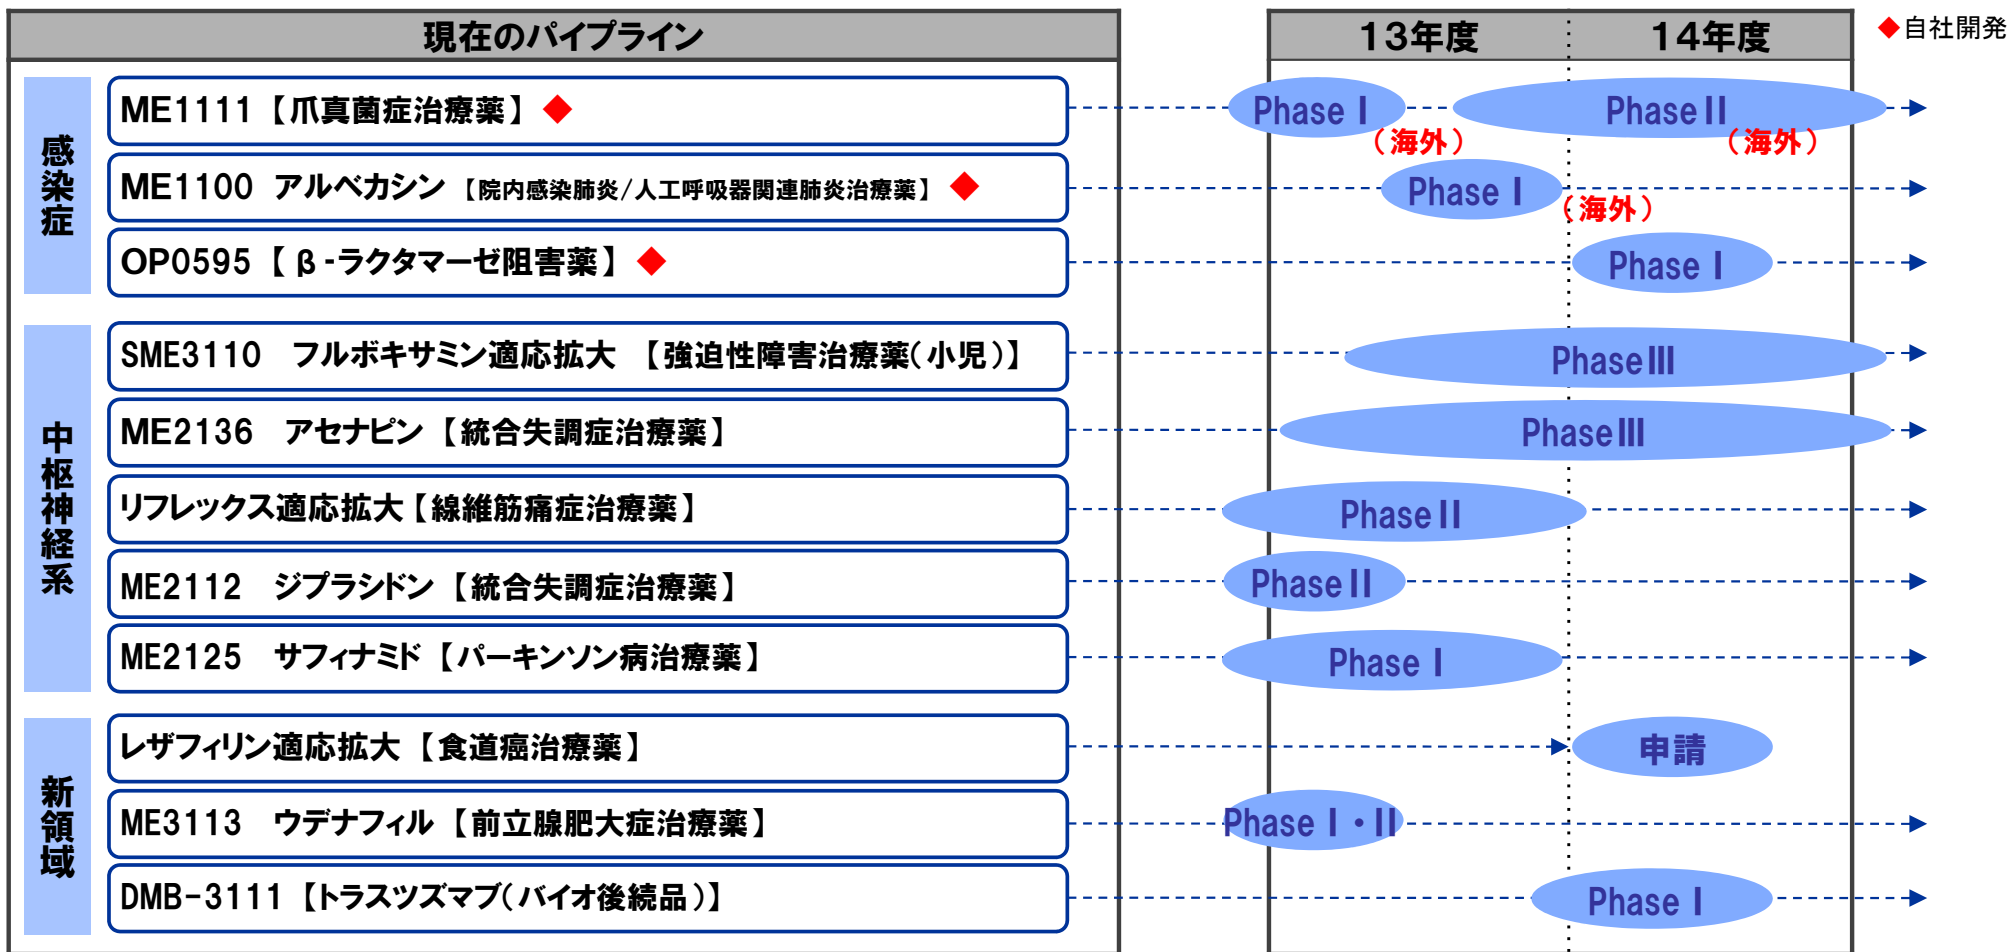 現在のパイプライン
13年度
14年度
◆自社開発
感染症
ME1111 【爪真菌症治療薬】 ◆
Phase Ⅰ
(海外)
Phase Ⅱ
(海外)
ME1100 アルベカシン 【院内感染肺炎/人工呼吸器関連肺炎治療薬】 ◆
Phase Ⅰ
(海外)
OP0595 【 β-ラクタマーゼ阻害薬】 ◆
Phase Ⅰ
中枢神経系
SME3110 フルボキサミン適応拡大 【強迫性障害治療薬(小児)】
Phase Ⅲ
ME2136 アセナピン 【統合失調症治療薬】
Phase Ⅲ
リフレックス適応拡大 【線維筋痛症治療薬】
Phase Ⅱ
ME2112 ジプラシドン 【統合失調症治療薬】
Phase Ⅱ
ME2125 サフィナミド 【パーキンソン病治療薬】
Phase Ⅰ
新領域
レザフィリン適応拡大 【食道癌治療薬】
申請
ME3113 ウデナフィル 【前立腺肥大症治療薬】
Phase Ⅰ・Ⅱ
DMB-3111 【トラスツズマブ(バイオ後続品)】
Phase Ⅰ